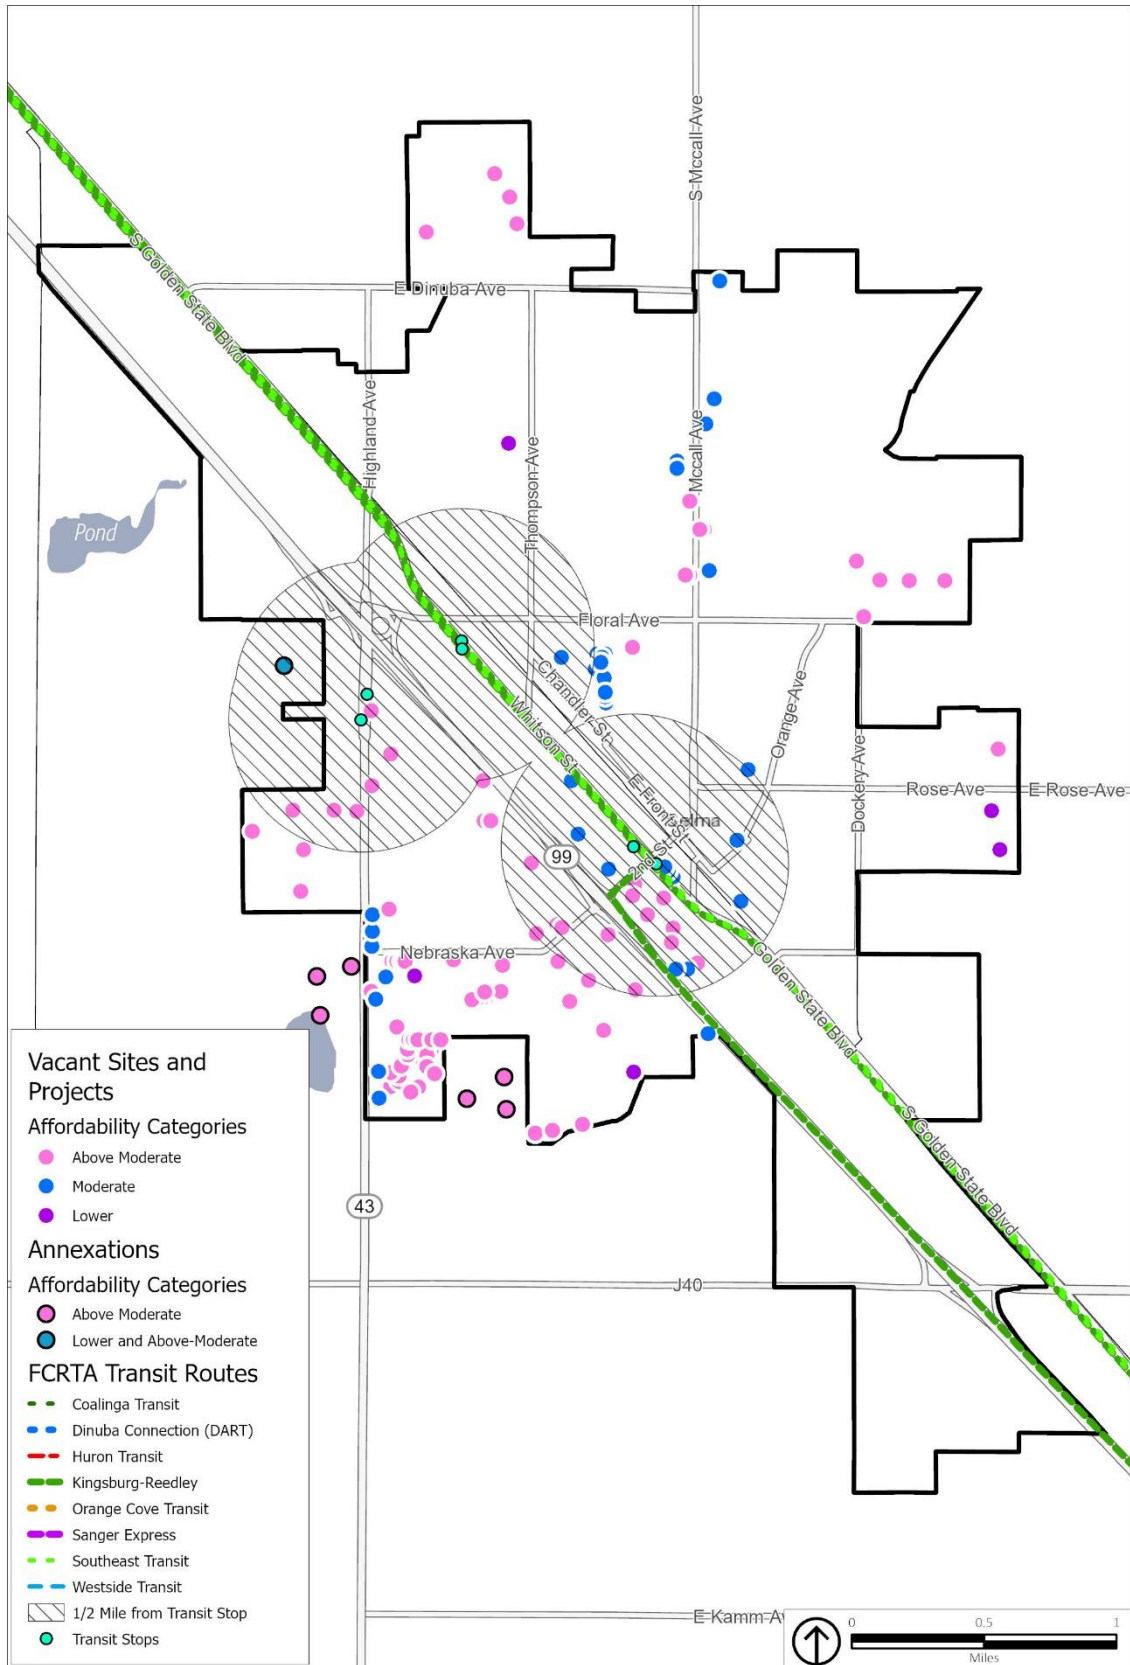 S Mccall Ave
S Golden State Blvd
E Dinuba Ave
Highland Ave
Thompson Ave
Mccall Ave
Pond
Floral Ave
Chandler St
Whitson St
Orange Ave
E Front St
Dockery Ave
Rose Ave
E Rose Ave
Selma
2nd St
99
Nebraska Ave
Golden State Blvd
S Golden State Blvd
43
J40
E Kamm Av
Vacant Sites and
Projects
Affordability Categories
Above Moderate
Moderate
Lower
Annexations
Affordability Categories
Above Moderate
Lower and Above-Moderate
FCRTA Transit Routes
Coalinga Transit
Dinuba Connection (DART)
Huron Transit
Kingsburg-Reedley
Orange Cove Transit
Sanger Express
Southeast Transit
Westside Transit
1/2 Mile from Transit Stop
Transit Stops
0 0.5 1
Miles